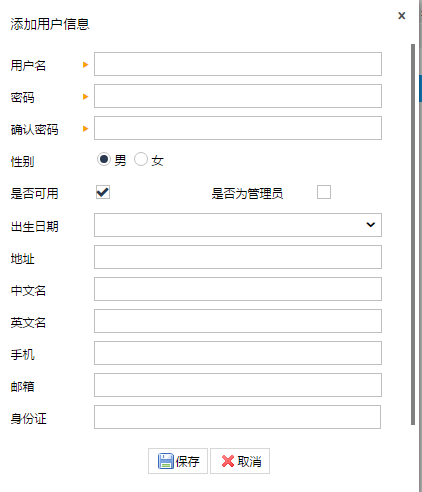 添加用户信息 x
用户名
密码
确认密码
性别 男 女
是否可用 是否为管理员
出生日期
地址
中文名
英文名
手机
邮箱
身份证
保存 取消